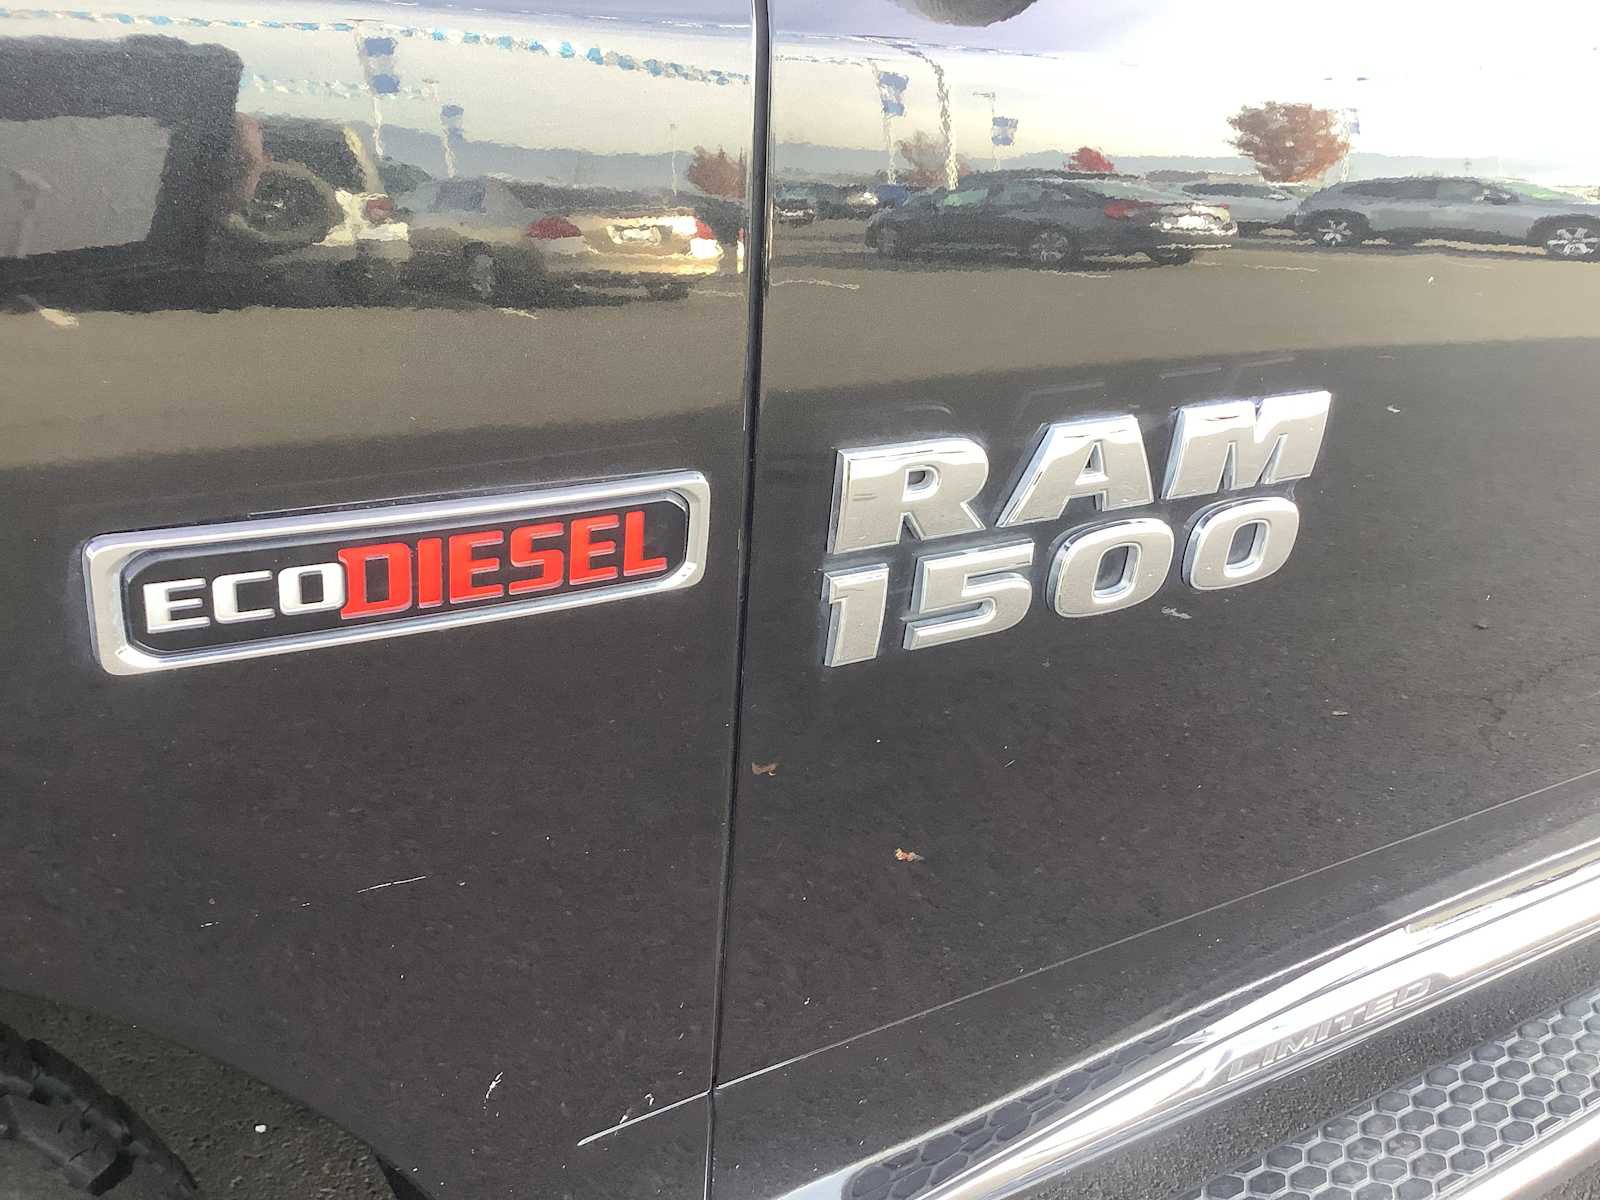 ECODIESEL
RAM
1500
LIMITED